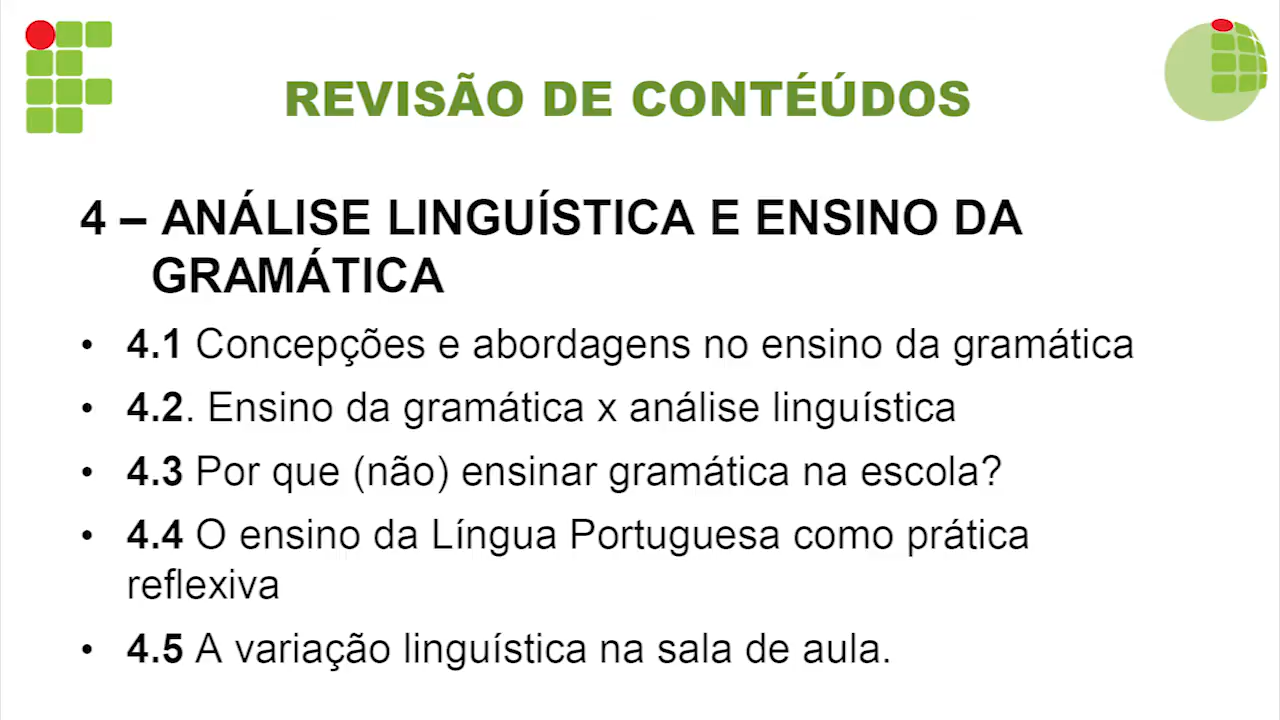 REVISÃO DE CONTÉÚDOS
4 – ANÁLISE LINGUÍSTICA E ENSINO DA
GRAMÁTICA
• 4.1 Concepções e abordagens no ensino da gramática
• 4.2. Ensino da gramática x análise linguística
• 4.3 Por que (não) ensinar gramática na escola?
• 4.4 O ensino da Língua Portuguesa como prática
reflexiva
• 4.5 A variação linguística na sala de aula.